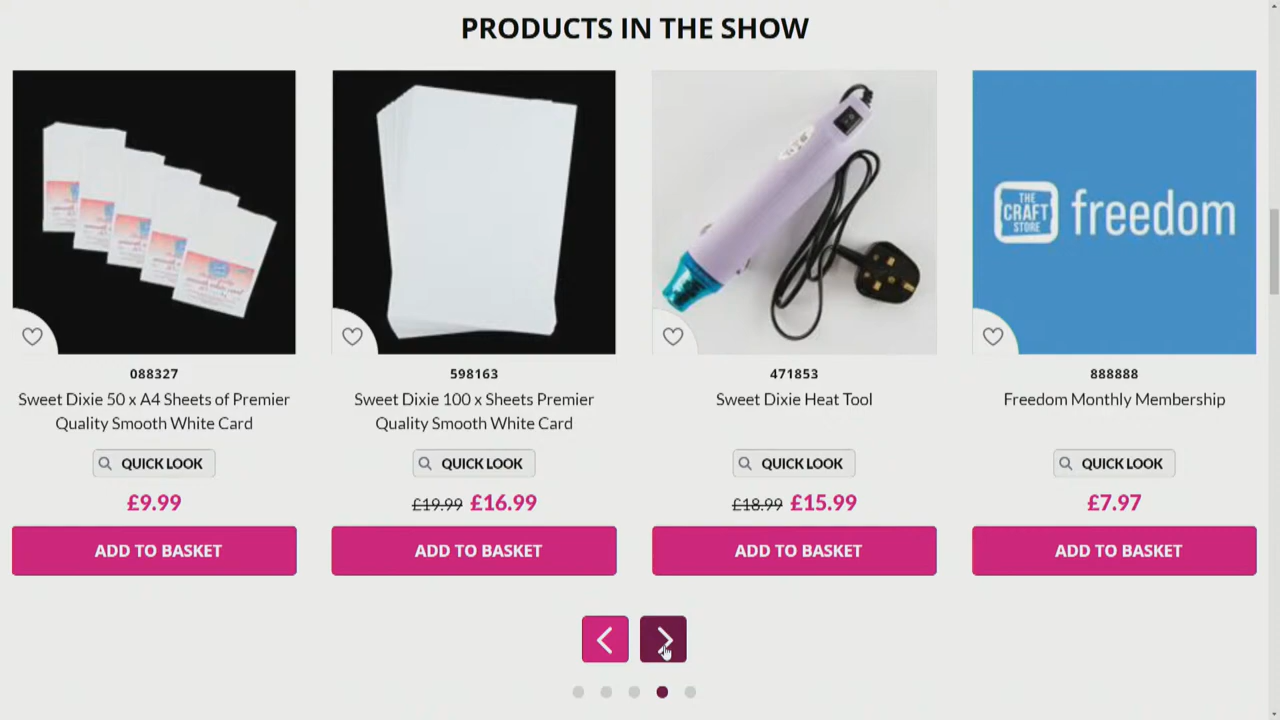 PRODUCTS IN THE SHOW
THE
CRAFT
STORE
freedom
088327
598163
471853
888888
Sweet Dixie 50 x A4 Sheets of Premier
Quality Smooth White Card
Sweet Dixie 100 x Sheets Premier
Quality Smooth White Card
Sweet Dixie Heat Tool
Freedom Monthly Membership
QUICK LOOK
QUICK LOOK
QUICK LOOK
QUICK LOOK
£9.99
£19.99 £16.99
£18.99 £15.99
£7.97
ADD TO BASKET
ADD TO BASKET
ADD TO BASKET
ADD TO BASKET